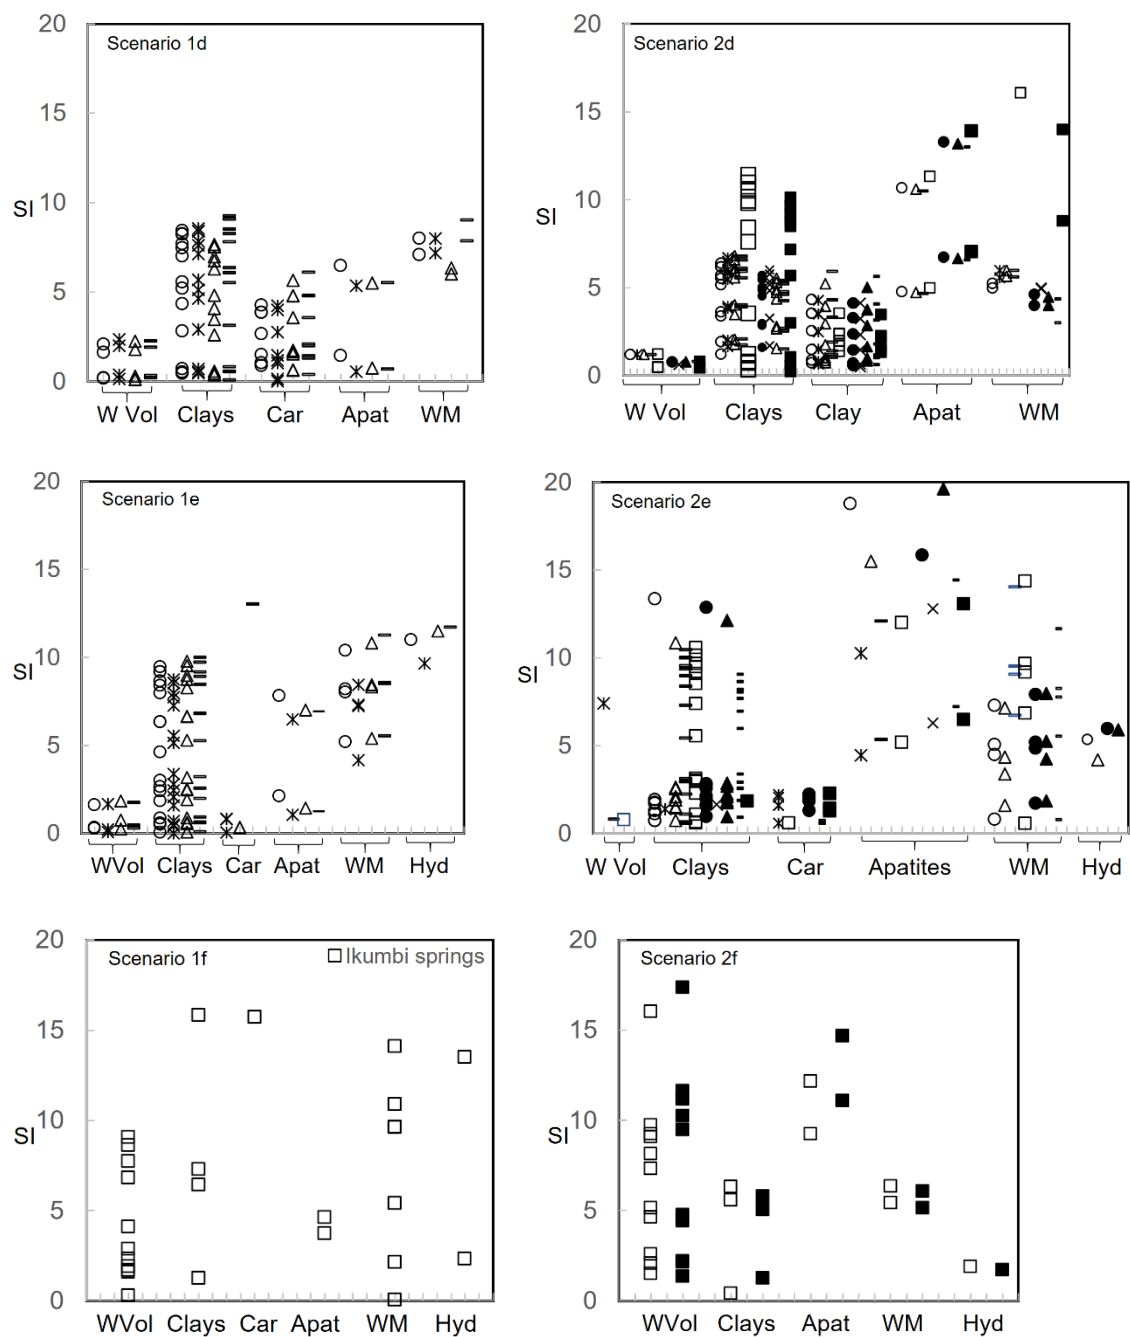 20
Scenario 1d
15
10
SI
5
0
W Vol Clays Car Apat WM
20
Scenario 2d
15
10
SI
5
0
W Vol Clays Clay Apat WM
20
Scenario 1e
15
10
SI
5
0
WVol Clays Car Apat WM Hyd
20
Scenario 2e
15
10
SI
5
0
W Vol Clays Car Apatites WM Hyd
20
Scenario 1f
Ikumbi springs
15
10
SI
5
0
WVol Clays Car Apat WM Hyd
20
Scenario 2f
15
10
SI
5
0
WVol Clays Apat WM Hyd